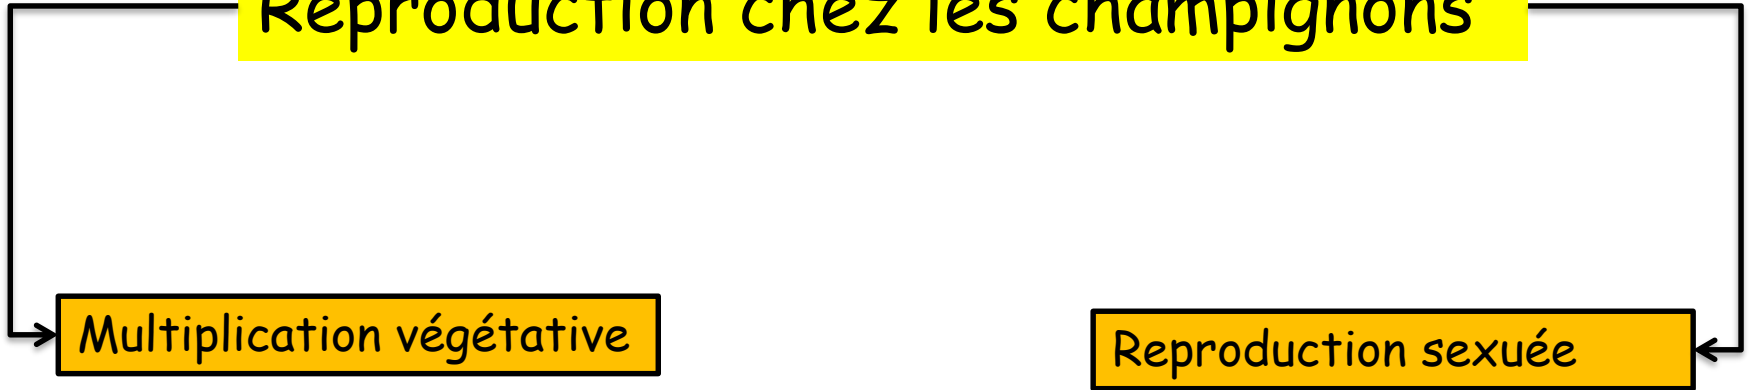 Reproduction chez les champignons
Multiplication végétative
Reproduction sexuée